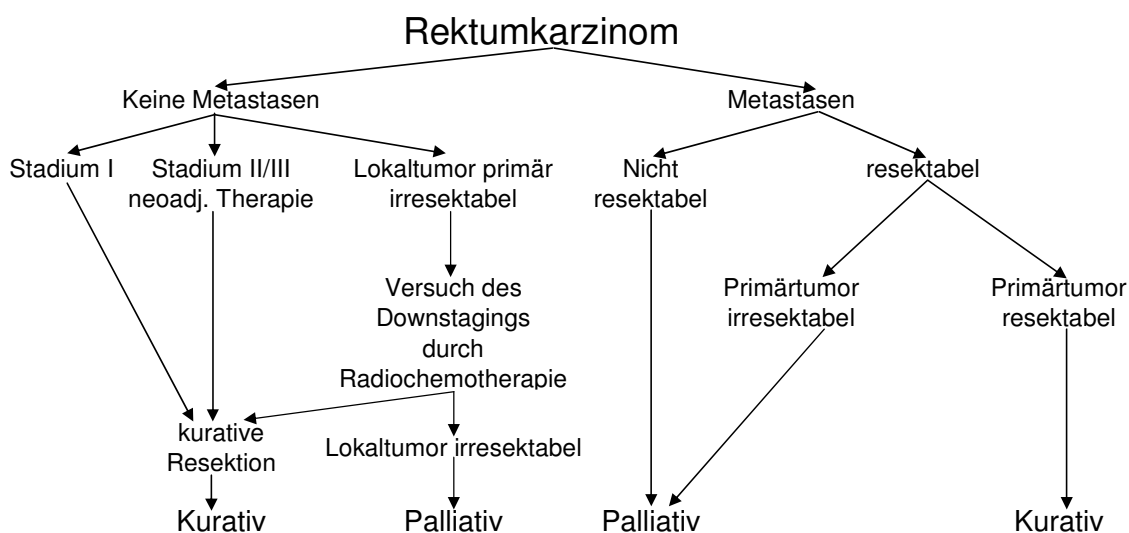 Rektumkarzinom
Keine Metastasen
Metastasen
Stadium I
Stadium II/III
neoadj. Therapie
Lokaltumor primär
irresektabel
Nicht
resektabel
resektabel
Versuch des
Downstagings
durch
Radiochemotherapie
Primärtumor
irresektabel
Primärtumor
resektabel
kurative
Resektion
Lokaltumor irresektabel
Kurativ
Palliativ
Palliativ
Kurativ